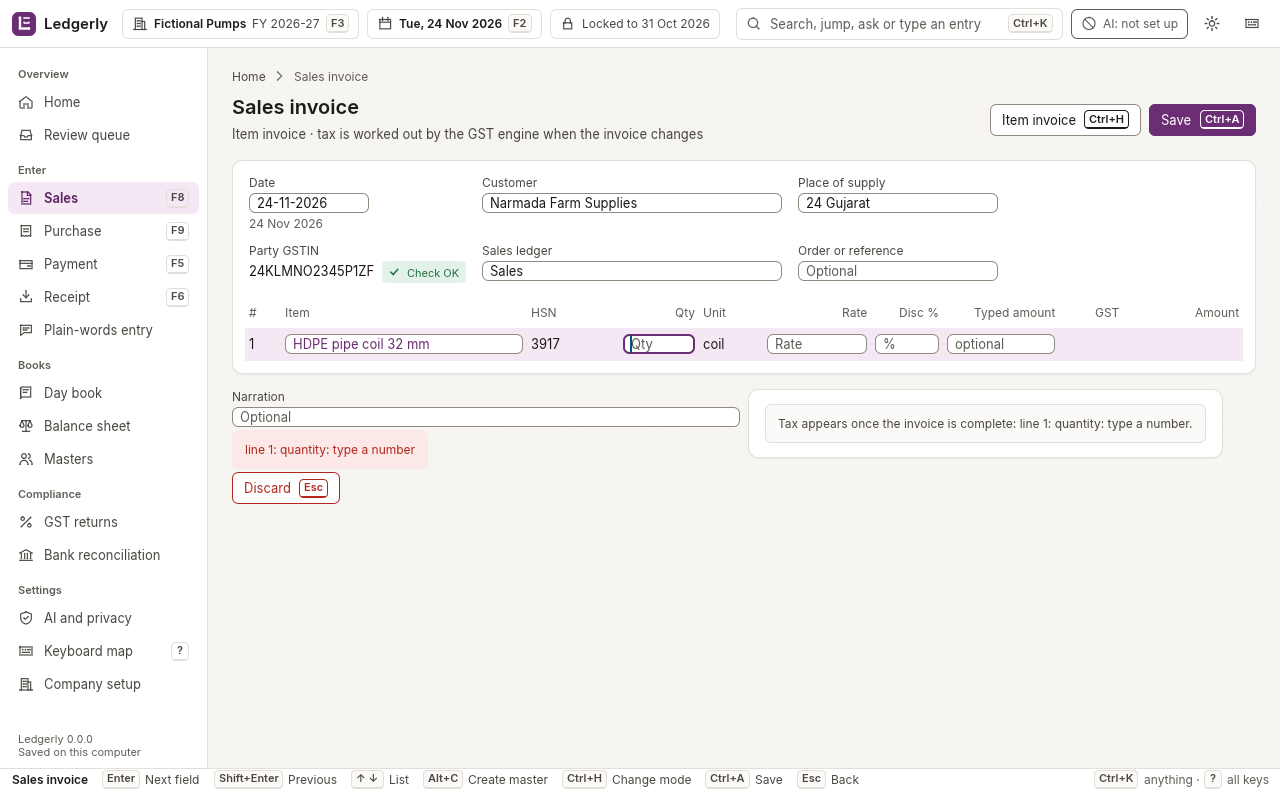 Ledgerly
Fictional Pumps FY 2026-27 F3
Tue, 24 Nov 2026 F2
Locked to 31 Oct 2026
Search, jump, ask or type an entry Ctrl+K
AI: not set up
Overview
Home
Review queue
Enter
Sales F8
Purchase F9
Payment F5
Receipt F6
Plain-words entry
Books
Day book
Balance sheet
Masters
Compliance
GST returns
Bank reconciliation
Settings
AI and privacy
Keyboard map ?
Company setup
Ledgerly 0.0.0
Saved on this computer
Home Sales invoice
Sales invoice
Item invoice · tax is worked out by the GST engine when the invoice changes
Item invoice Ctrl+H
Save Ctrl+A
Date Customer Place of supply
24-11-2026 Narmada Farm Supplies 24 Gujarat
24 Nov 2026
Party GSTIN Sales ledger Order or reference
24KLMNO2345P1ZF Check OK Sales Optional
# Item HSN Qty Unit Rate Disc % Typed amount GST Amount
1 HDPE pipe coil 32 mm 3917 Qty coil Rate % optional
Narration
Optional
line 1: quantity: type a number
Discard Esc
Tax appears once the invoice is complete: line 1: quantity: type a number.
Sales invoice Enter Next field Shift+Enter Previous ↑ ↓ List Alt+C Create master Ctrl+H Change mode Ctrl+A Save Esc Back Ctrl+K anything · ? all keys